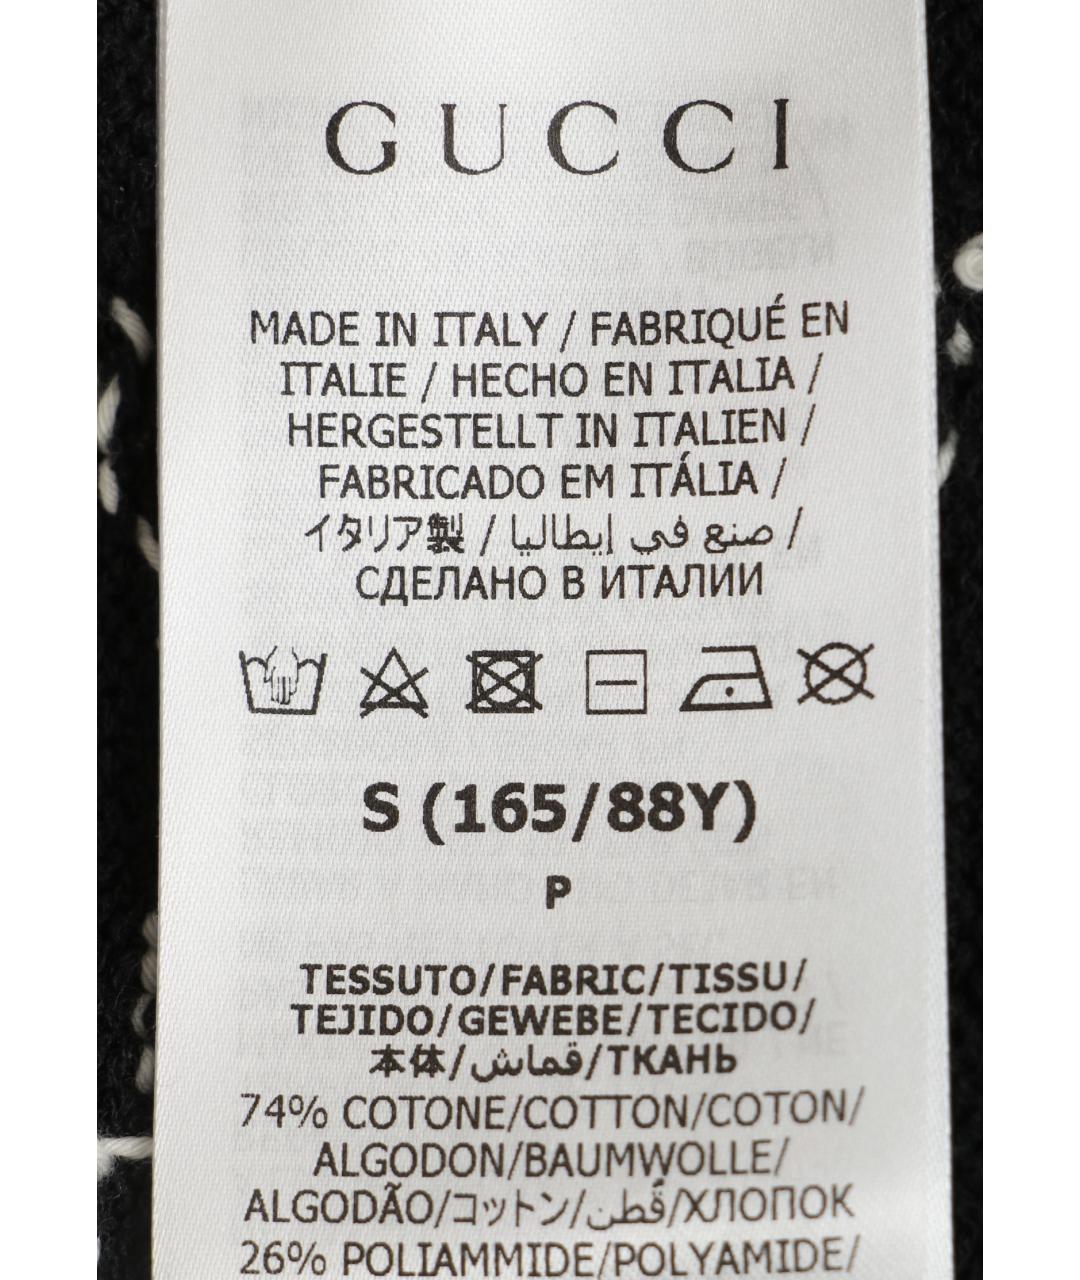 GUCCI
MADE IN ITALY / FABRIQUÉ EN
ITALIE / HECHO EN ITALIA /
HERGESTELLT IN ITALIEN /
FABRICADO EM ITÁLIA /
イタリア製 / صنع في إيطاليا /
СДЕЛАНО В ИТАЛИИ
S (165/88Y)
P
TESSUTO/FABRIC/TISSU/
TEJIDO/GEWEBE/TECIDO/
本体/قماش/ТКАНЬ
74% COTONE/COTTON/COTON/
ALGODON/BAUMWOLLE/
ALGODÃO/コットン/قُطن/ХЛОПОК
26% POLIAMMIDE/POLYAMIDE/